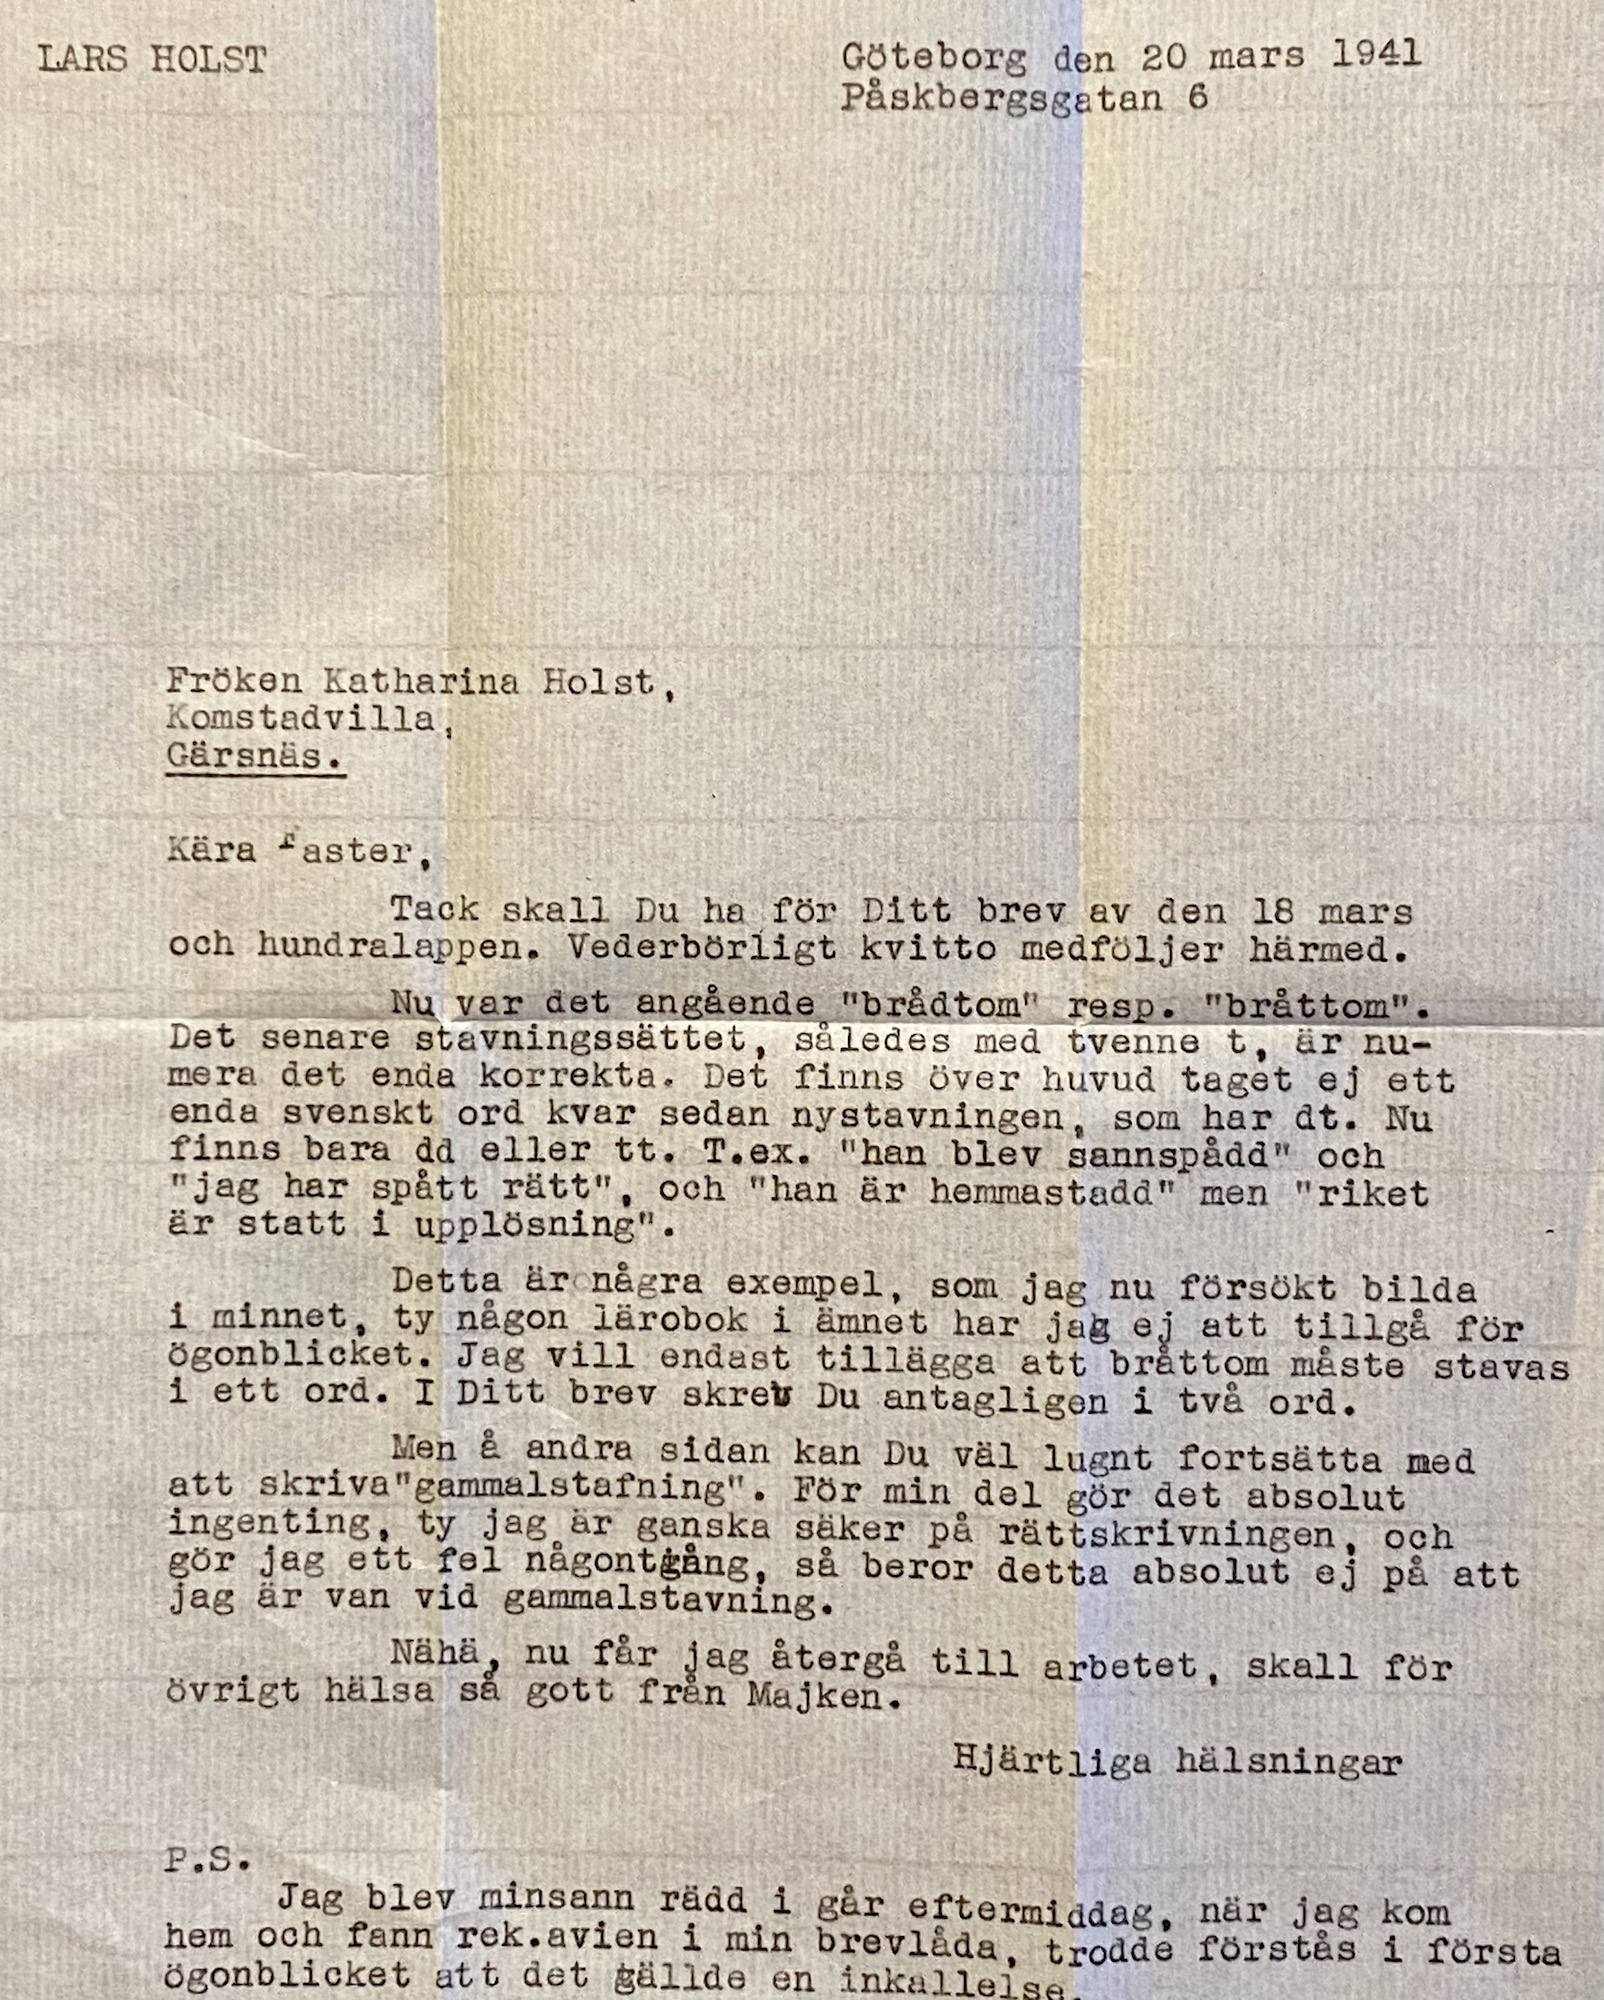 LARS HOLST
Göteborg den 20 mars 1941
Påskbergsgatan 6
Fröken Katharina Holst,
Komstadvilla,
Gärsnäs.
Kära Faster,
Tack skall Du ha för Ditt brev av den 18 mars
och hundralappen. Vederbörligt kvitto medföljer härmed.
Nu var det angående "brådtom" resp. "bråttom".
Det senare stavningssättet, således med tvenne t, är nu-
mera det enda korrekta. Det finns över huvud taget ej ett
enda svenskt ord kvar sedan nystavningen, som har dt. Nu
finns bara dd eller tt. T.ex. "han blev sannspådd" och
"jag har spått rätt", och "han är hemmastadd" men "riket
är statt i upplösning".
Detta är några exempel, som jag nu försökt bilda
i minnet, ty någon lärobok i ämnet har jag ej att tillgå för
ögonblicket. Jag vill endast tillägga att bråttom måste stavas
i ett ord. I Ditt brev skrev Du antagligen i två ord.
Men å andra sidan kan Du väl lugnt fortsätta med
att skriva"gammalstafning". För min del gör det absolut
ingenting, ty jag är ganska säker på rättskrivningen, och
gör jag ett fel någontgång, så beror detta absolut ej på att
jag är van vid gammalstavning.
Nähä, nu får jag återgå till arbetet, skall för
övrigt hälsa så gott från Majken.
Hjärtliga hälsningar
P.S.
Jag blev minsann rädd i går eftermiddag, när jag kom
hem och fann rek.avien i min brevlåda, trodde förstås i första
ögonblicket att det gällde en inkallelse.